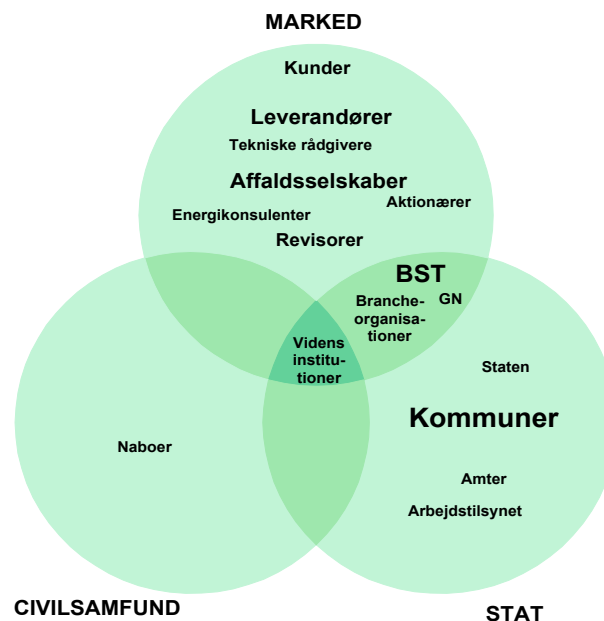 MARKED
Kunder
Leverandører
Tekniske rådgivere
Affaldsselskaber
Aktionærer
Energikonsulenter
Revisorer
BST
Branche-
organisa-
tioner
GN
Videns
institu-
tioner
Staten
Kommuner
Naboer
Amter
Arbejdstilsynet
CIVILSAMFUND
STAT